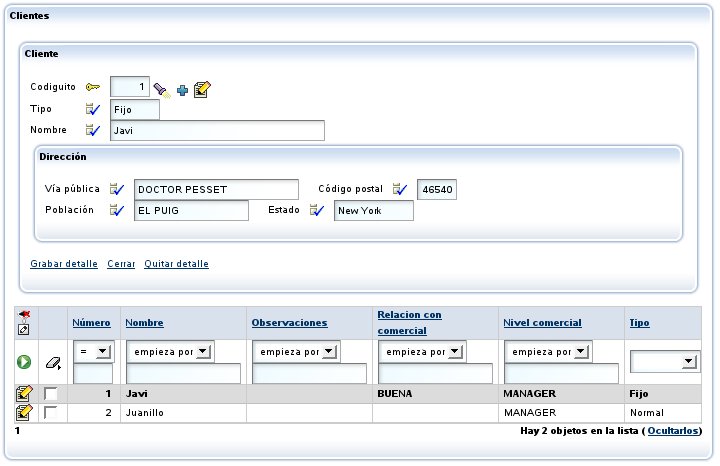 Clientes
Cliente
Codiguito 1
Tipo Fijo
Nombre Javi
Dirección
Vía pública DOCTOR PESSET Código postal 46540
Población EL PUIG Estado New York
Grabar detalle Cerrar Quitar detalle
Número Nombre Observaciones Relacion con comercial Nivel comercial Tipo
= empieza por empieza por empieza por empieza por
1 Javi BUENA MANAGER Fijo
2 Juanillo MANAGER Normal
1 Hay 2 objetos en la lista ( Ocultarlos)